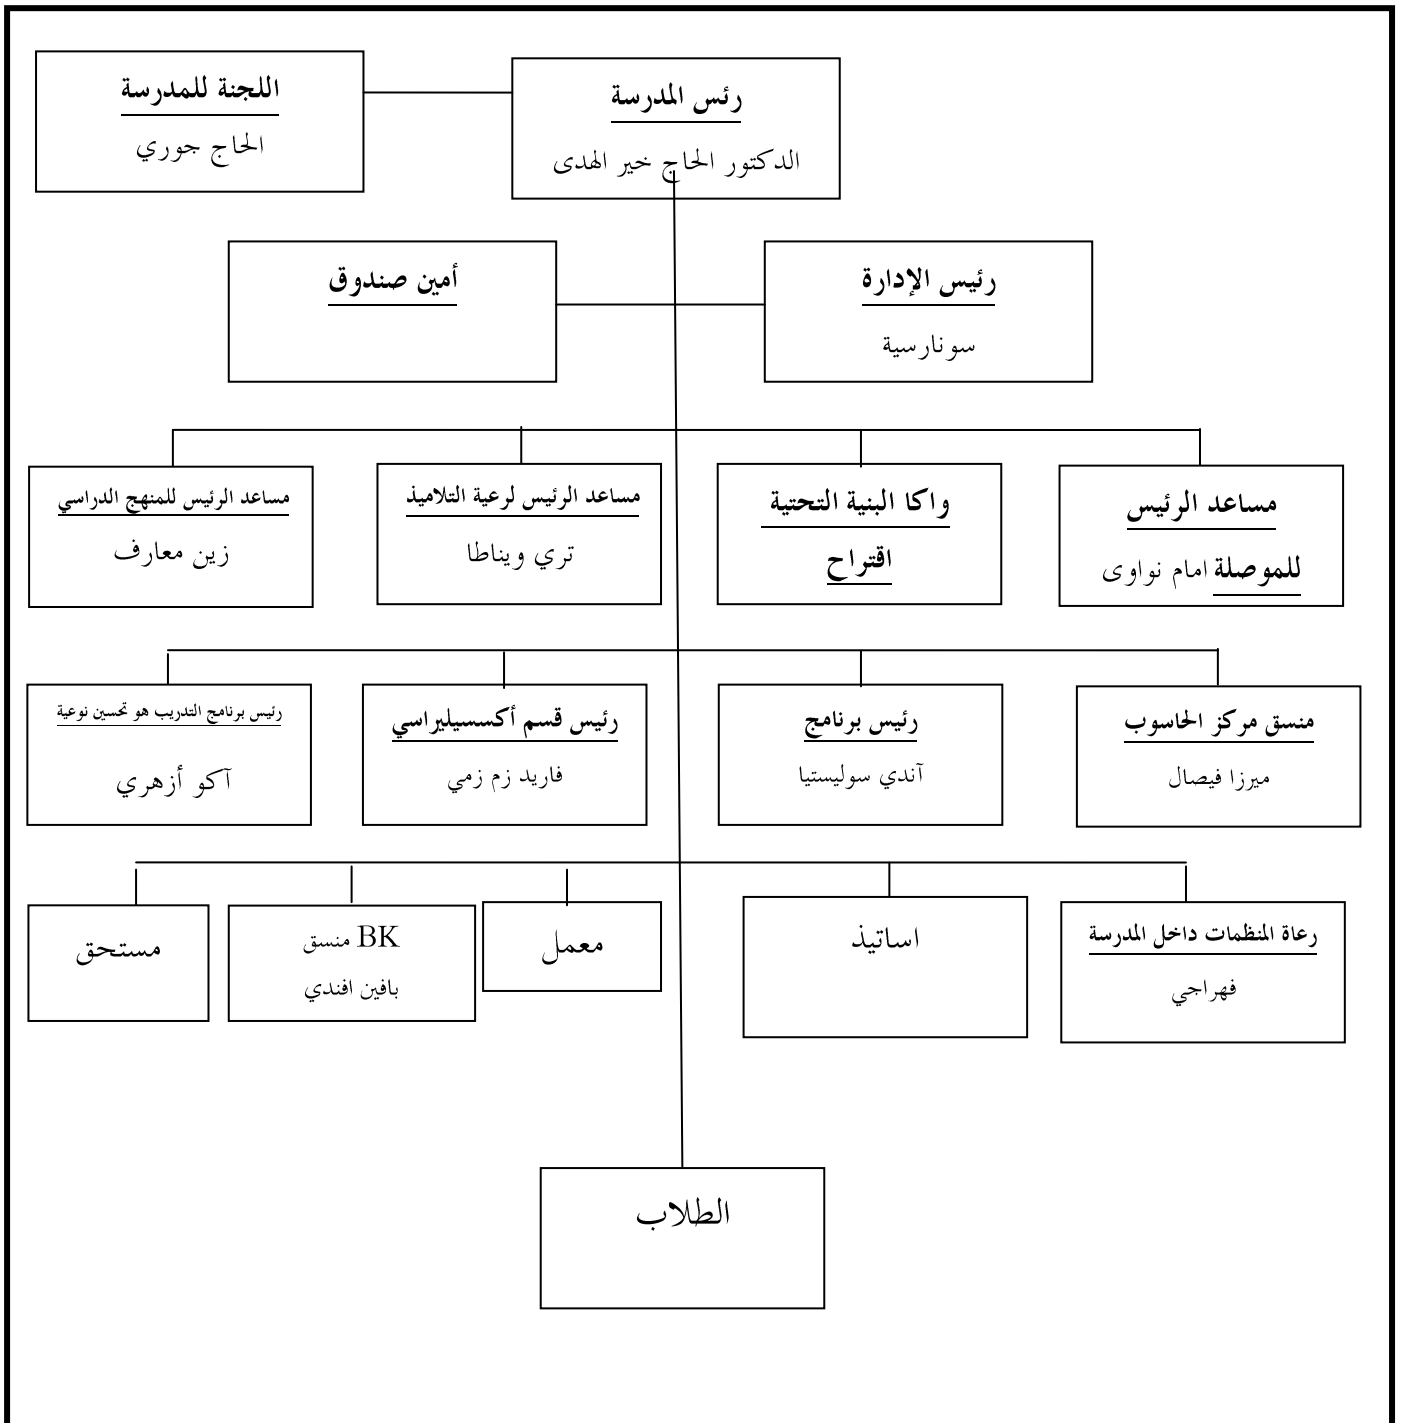 رئس المدرسة
الدكتور الحاج خير الهدى
اللجنة للمدرسة
الحاج جوري
رئيس الإدارة
سونارسية
أمين صندوق
مساعد الرئيس
للموصلة امام نواوى
واكا البنية التحتية
اقتراح
مساعد الرئيس لرعية التلاميذ
تري ويناطا
مساعد الرئيس للمنهج الدراسي
زين معارف
منسق مركز الحاسوب
ميرزا فيصال
رئيس برنامج
آندي سوليستيا
رئيس قسم أكسسيليراسي
فاريد زم زمي
رئيس برنامج التدريب هو تحسين نوعية
آكو أزهري
رعاة المنظمات داخل المدرسة
فهراجي
اساتيذ
معمل
BK منسق
بافين افندي
مستحق
الطلاب